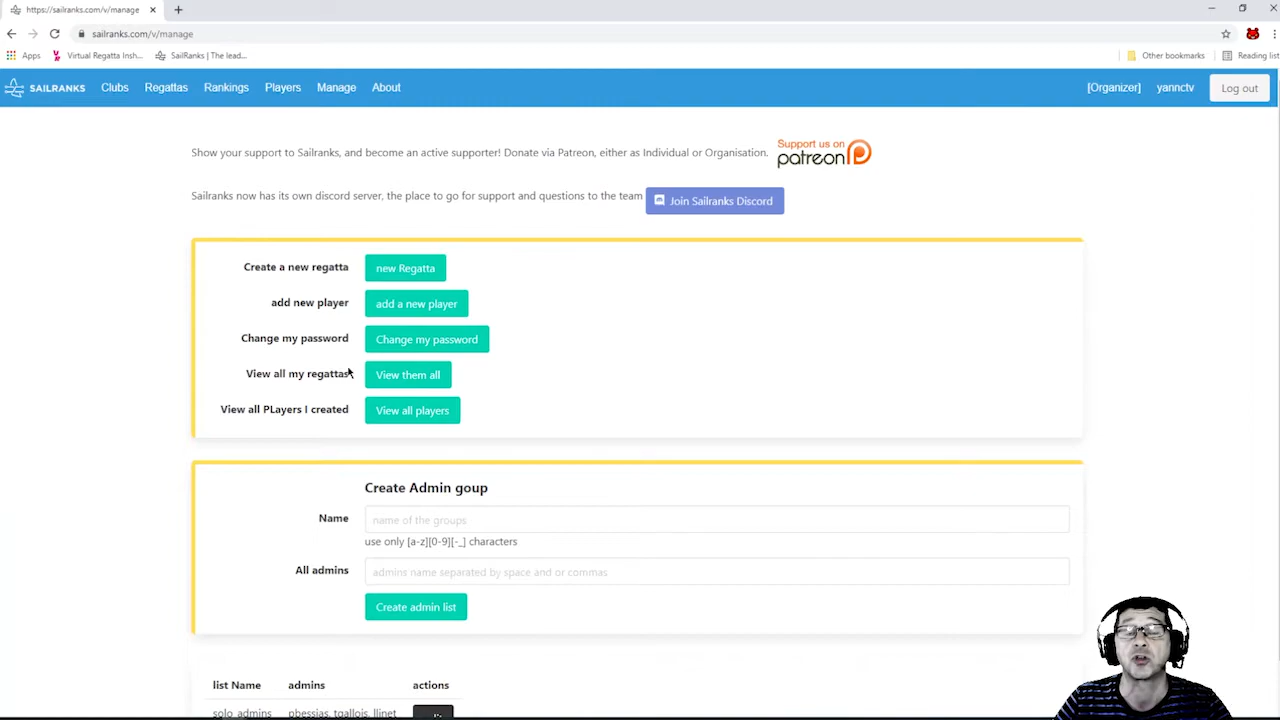 https://sailranks.com/v/manage
sailranks.com/v/manage
Apps
Virtual Regatta Insh...
SailRanks | The lead...
Other bookmarks
Reading list
SAILRANKS
Clubs
Regattas
Rankings
Players
Manage
About
[Organizer]
yannctv
Log out
Show your support to Sailranks, and become an active supporter! Donate via Patreon, either as Individual or Organisation.
Support us on
patreon
Sailranks now has its own discord server, the place to go for support and questions to the team
Join Sailranks Discord
Create a new regatta
new Regatta
add new player
add a new player
Change my password
Change my password
View all my regattas
View them all
View all PLayers I created
View all players
Create Admin goup
Name
name of the groups
use only [a-z][0-9][-_] characters
All admins
admins name separated by space and or commas
Create admin list
list Name
admins
actions
solo_admins
pbessias, tgallois, llinet